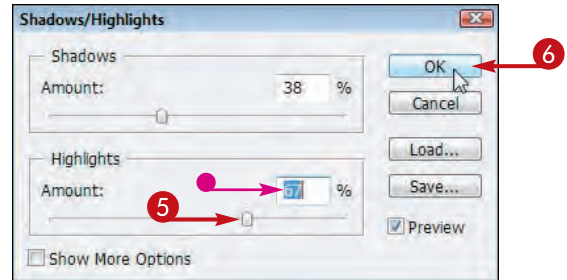 Shadows/Highlights
Shadows
Amount: 38 %
Highlights
Amount: 67 %
Show More Options
OK
Cancel
Load...
Save...
Preview
5
6